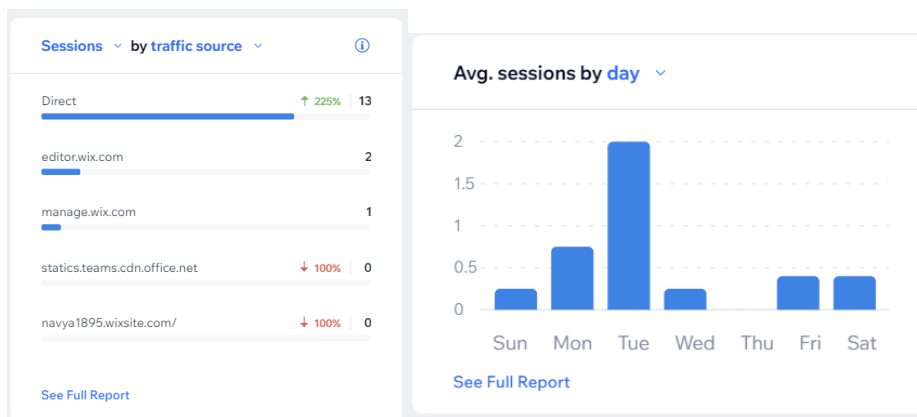 Sessions by traffic source
Direct 225% 13
editor.wix.com 2
manage.wix.com 1
statics.teams.cdn.office.net 100% 0
navya1895.wixsite.com/ 100% 0
See Full Report
Avg. sessions by day
2
1.5
1
0.5
0
Sun Mon Tue Wed Thu Fri Sat
See Full Report